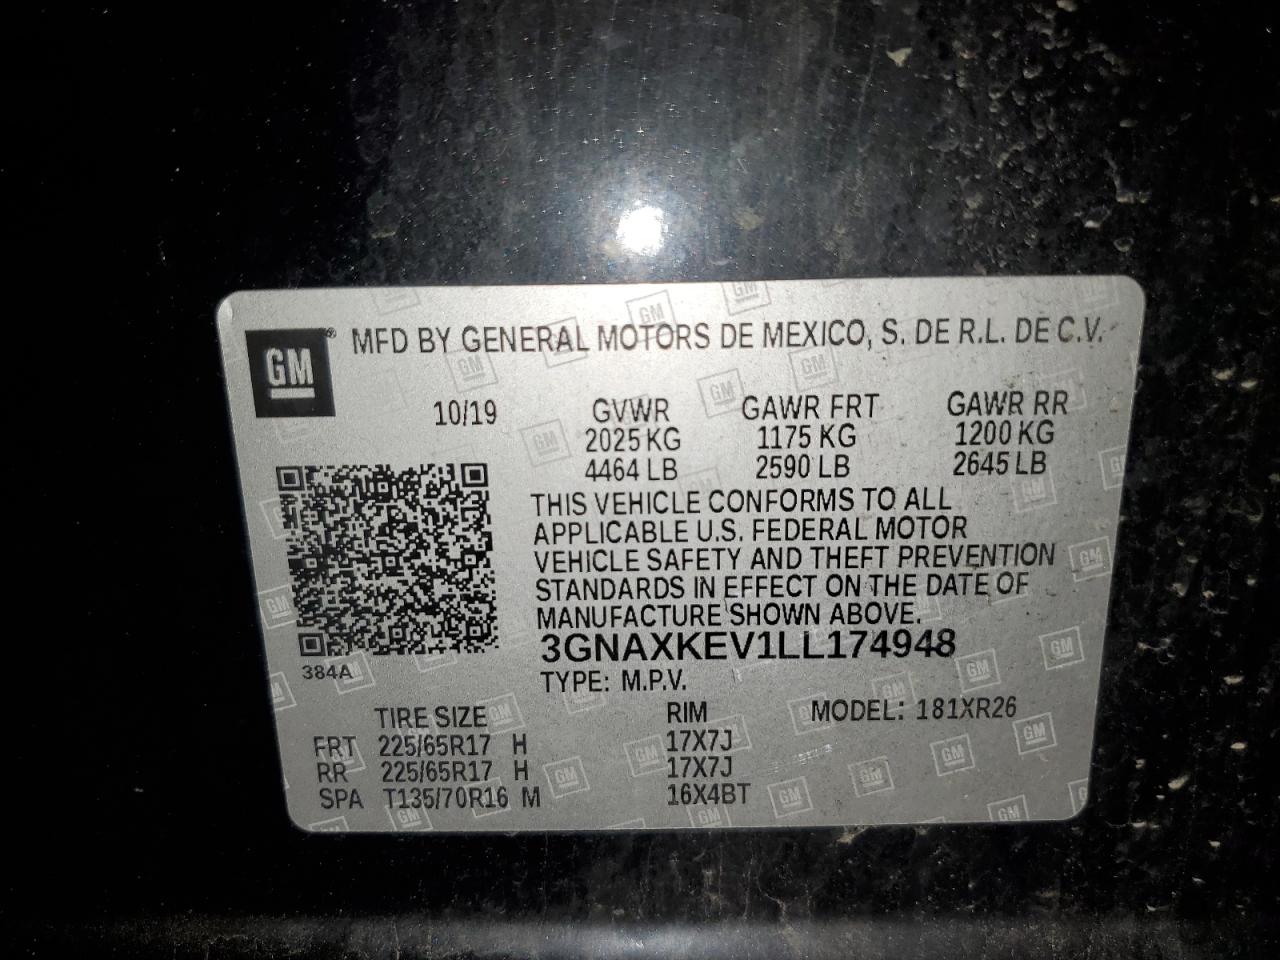 GM ® MFD BY GENERAL MOTORS DE MEXICO, S. DE R.L. DE C.V.
10/19 GVWR GAWR FRT GAWR RR
2025 KG 1175 KG 1200 KG
4464 LB 2590 LB 2645 LB
THIS VEHICLE CONFORMS TO ALL
APPLICABLE U.S. FEDERAL MOTOR
VEHICLE SAFETY AND THEFT PREVENTION
STANDARDS IN EFFECT ON THE DATE OF
MANUFACTURE SHOWN ABOVE.
3GNAXKEV1LL174948
384A
TYPE: M.P.V.
TIRE SIZE RIM MODEL: 181XR26
FRT 225/65R17 H 17X7J
RR 225/65R17 H 17X7J
SPA T135/70R16 M 16X4BT